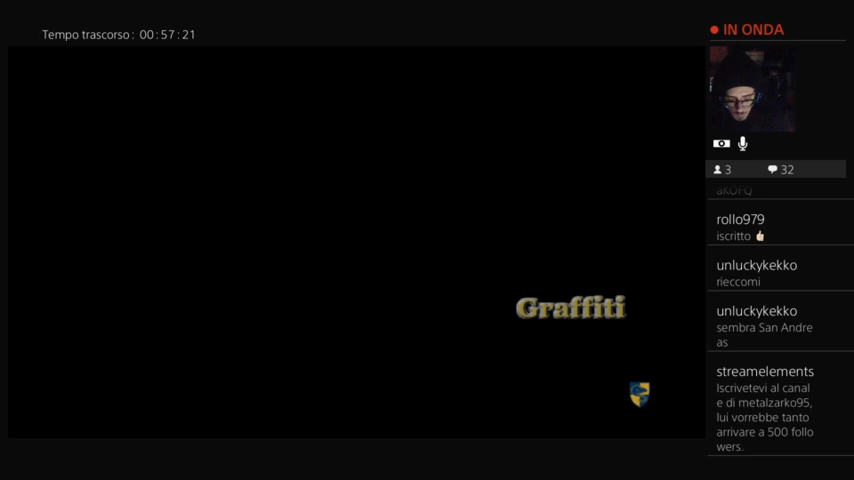 Tempo trascorso: 00:57:21
IN ONDA
3 32
aKOFQ
rollo979
iscritto 👍
unluckykekko
rieccomi
unluckykekko
sembra San Andre
as
streamelements
Iscrivetevi al canal
e di metalzarko95,
lui vorrebbe tanto
arrivare a 500 follo
wers.
Graffiti